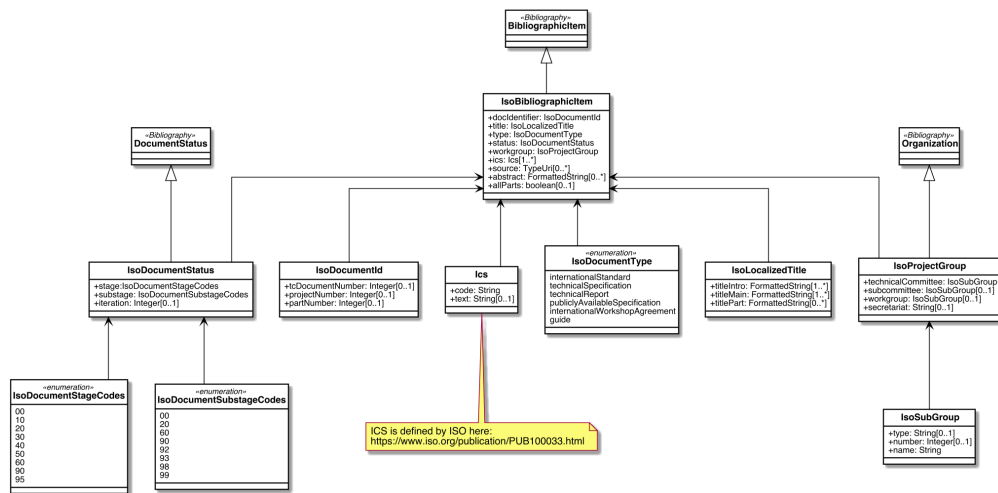 «Bibliography»
BibliographicItem
IsoBibliographicItem
+docIdentifier: IsoDocumentId
+title: IsoLocalizedTitle
+type: IsoDocumentType
+status: IsoDocumentStatus
+workgroup: IsoProjectGroup
+ics: Ics[1..*]
+source: TypeUri[0..*]
+abstract: FormattedString[0..*]
+allParts: boolean[0..1]
«Bibliography»
DocumentStatus
«Bibliography»
Organization
IsoDocumentStatus
+stage:IsoDocumentStageCodes
+substage: IsoDocumentSubstageCodes
+iteration: Integer[0..1]
IsoDocumentId
+tcDocumentNumber: Integer[0..1]
+projectNumber: Integer[0..1]
+partNumber: Integer[0..1]
Ics
+code: String
+text: String[0..1]
«enumeration»
IsoDocumentType
internationalStandard
technicalSpecification
technicalReport
publiclyAvailableSpecification
internationalWorkshopAgreement
guide
IsoLocalizedTitle
+titleIntro: FormattedString[1..*]
+titleMain: FormattedString[1..*]
+titlePart: FormattedString[0..*]
IsoProjectGroup
+technicalCommittee: IsoSubGroup
+subcommittee: IsoSubGroup[0..1]
+workgroup: IsoSubGroup[0..1]
+secretariat: String[0..1]
«enumeration»
IsoDocumentStageCodes
00
10
20
30
40
50
60
90
95
«enumeration»
IsoDocumentSubstageCodes
00
20
60
90
92
93
98
99
ICS is defined by ISO here:
https://www.iso.org/publication/PUB100033.html
IsoSubGroup
+type: String[0..1]
+number: Integer[0..1]
+name: String